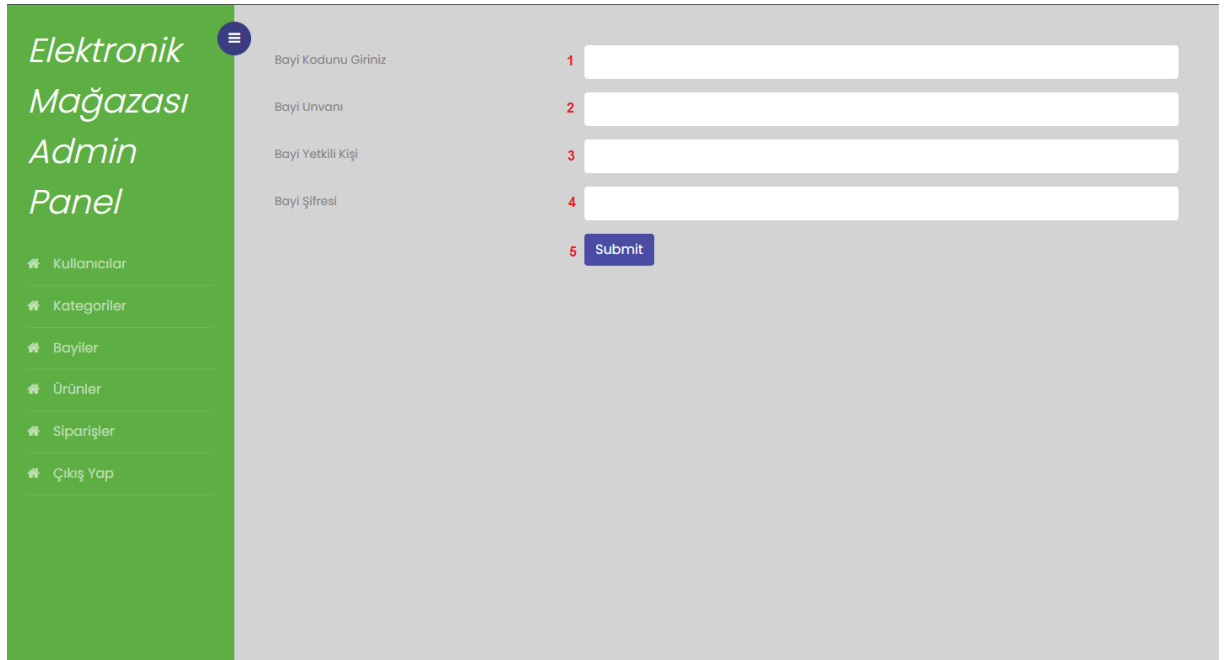 Elektronik
Mağazası
Admin
Panel
Kullanıcılar
Kategoriler
Bayiler
Ürünler
Siparişler
Çıkış Yap
Bayi Kodunu Giriniz 1
Bayi Unvanı 2
Bayi Yetkili Kişi 3
Bayi Şifresi 4
5 Submit